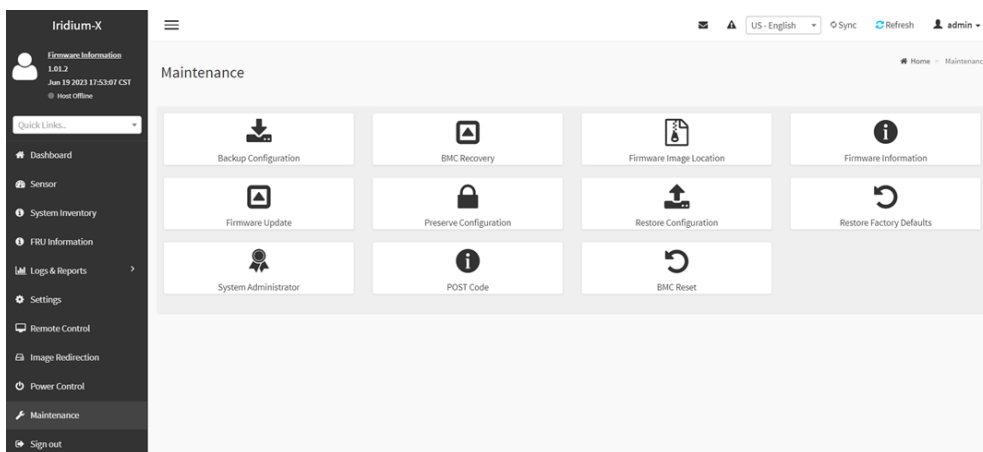 Iridium-X
US - English
Sync
Refresh
admin
Firmware Information
1.01.2
Jun 19 2023 17:53:07 CST
Host Offline
Quick Links..
Dashboard
Sensor
System Inventory
FRU Information
Logs & Reports
Settings
Remote Control
Image Redirection
Power Control
Maintenance
Sign out
Maintenance
Home > Maintenanc
Backup Configuration
BMC Recovery
Firmware Image Location
Firmware Information
Firmware Update
Preserve Configuration
Restore Configuration
Restore Factory Defaults
System Administrator
POST Code
BMC Reset